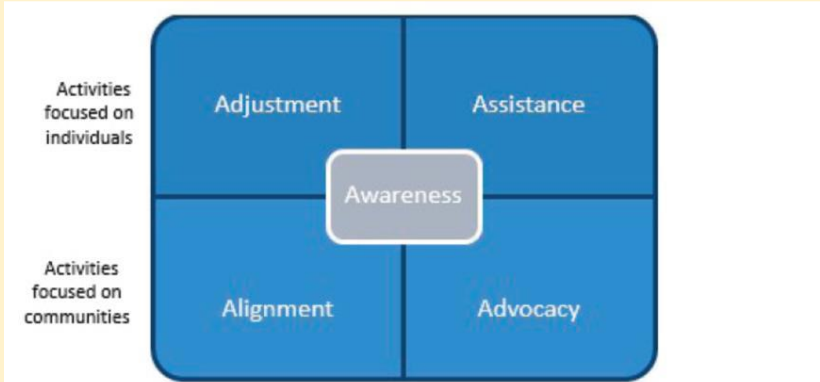 Activities
focused on
individuals
Adjustment
Assistance
Awareness
Activities
focused on
communities
Alignment
Advocacy